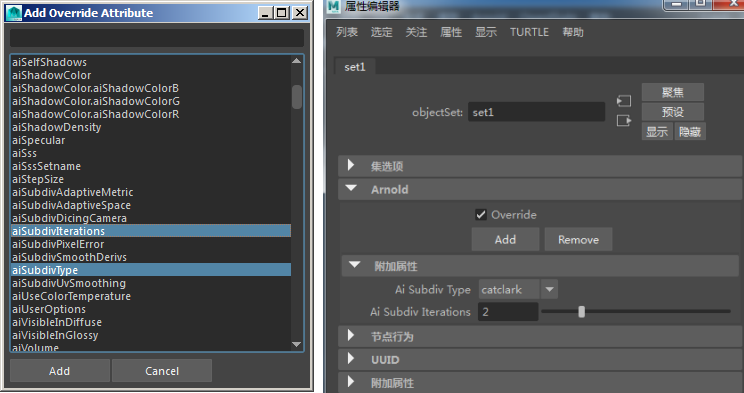 Add Override Attribute
aiSelfShadows
aiShadowColor
aiShadowColor.aiShadowColorB
aiShadowColor.aiShadowColorG
aiShadowColor.aiShadowColorR
aiShadowDensity
aiSpecular
aiSss
aiSssSetname
aiStepSize
aiSubdivAdaptiveMetric
aiSubdivAdaptiveSpace
aiSubdivDicingCamera
aiSubdivIterations
aiSubdivPixelError
aiSubdivSmoothDerivs
aiSubdivType
aiSubdivUvSmoothing
aiUseColorTemperature
aiUserOptions
aiVisibleInDiffuse
aiVisibleInGlossy
aiVolume
Add Cancel
属性编辑器
列表 选定 关注 属性 显示 TURTLE 帮助
set1
聚焦
objectSet: set1
预设
显示 隐藏
集选项
Arnold
Override
Add Remove
附加属性
Ai Subdiv Type catclark
Ai Subdiv Iterations 2
节点行为
UUID
附加属性